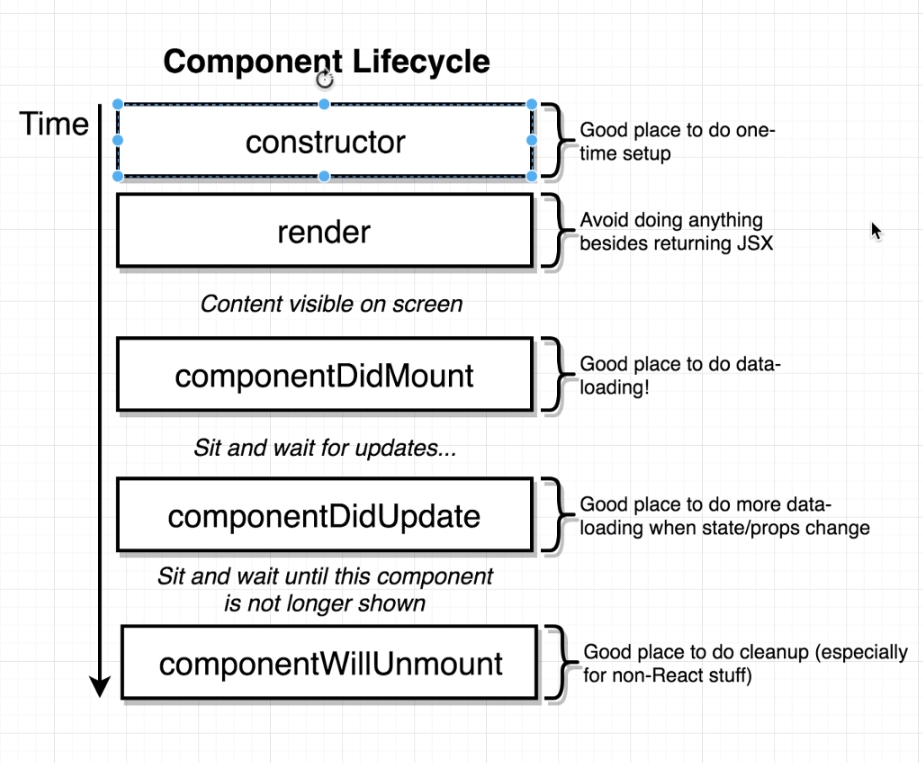 Component Lifecycle
Time
constructor
Good place to do one-
time setup
render
Avoid doing anything
besides returning JSX
Content visible on screen
componentDidMount
Good place to do data-
loading!
Sit and wait for updates...
componentDidUpdate
Good place to do more data-
loading when state/props change
Sit and wait until this component
is not longer shown
componentWillUnmount
Good place to do cleanup (especially
for non-React stuff)